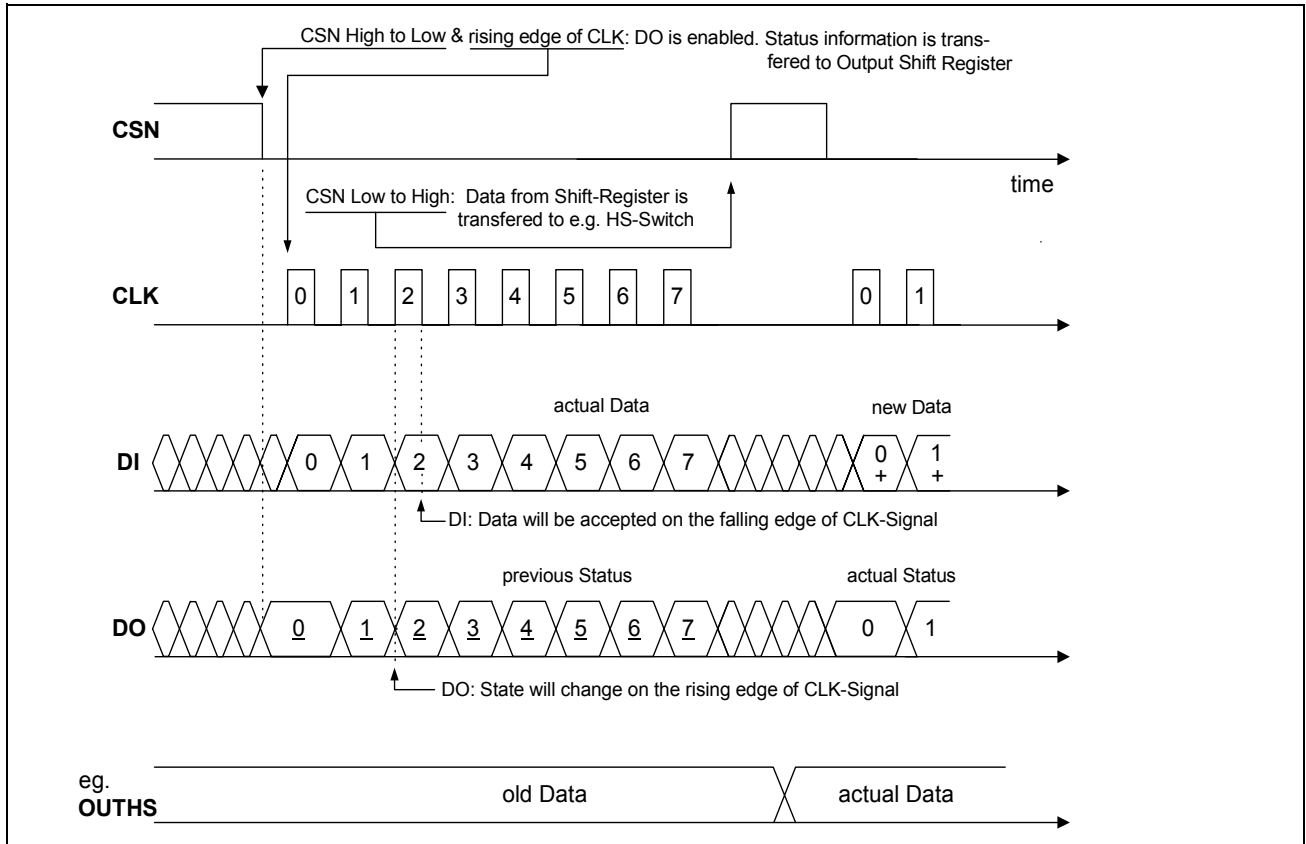 CSN High to Low & rising edge of CLK: DO is enabled. Status information is trans-
fered to Output Shift Register
CSN
time
CSN Low to High: Data from Shift-Register is
transfered to e.g. HS-Switch
CLK
0 1 2 3 4 5 6 7 0 1
actual Data new Data
DI
0 1 2 3 4 5 6 7 0 1
+ +
DI: Data will be accepted on the falling edge of CLK-Signal
previous Status actual Status
DO
0 1 2 3 4 5 6 7 0 1
DO: State will change on the rising edge of CLK-Signal
eg.
OUTHS
old Data actual Data